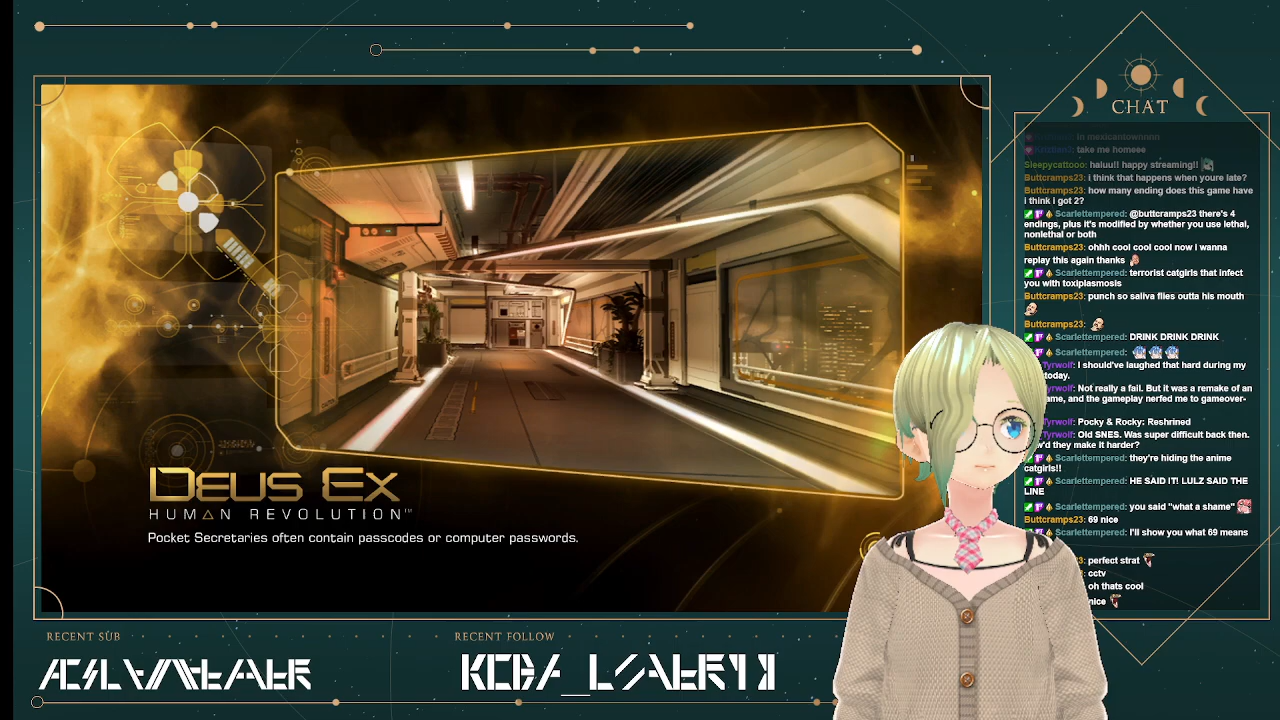 CHAT
in mexicantownnnn
take me homeee
Sleepycattooo: haluu!! happy streaming!!
Buttcramps23: i think that happens when youre late?
Buttcramps23: how many ending does this game have
i think i got 2?
Scarlettempered: @buttcramps23 there's 4
endings, plus it's modified by whether you use lethal,
nonlethal or both
Buttcramps23: ohhh cool cool cool now i wanna
replay this again thanks
Scarlettempered: terrorist catgirls that infect
you with toxiplasmosis
Buttcramps23: punch so saliva flies outta his mouth
Buttcramps23:
Scarlettempered: DRINK DRINK DRINK
Scarlettempered:
Tyrwolf: I should've laughed that hard during my
today.
yrwolf: Not really a fail. But it was a remake of an
ame, and the gameplay nerfed me to gameover-
Tyrwolf: Pocky & Rocky: Reshrined
Tyrwolf: Old SNES. Was super difficult back then.
w'd they make it harder?
Scarlettempered: they're hiding the anime
catgirls!!
Scarlettempered: HE SAID IT! LULZ SAID THE
LINE
Scarlettempered: you said "what a shame"
Buttcramps23: 69 nice
Scarlettempered: I'll show you what 69 means
3: perfect strat
: cctv
oh thats cool
nice
DEUS EX
HUMAN REVOLUTION™
Pocket Secretaries often contain passcodes or computer passwords.
RECENT SUB
RECENT FOLLOW